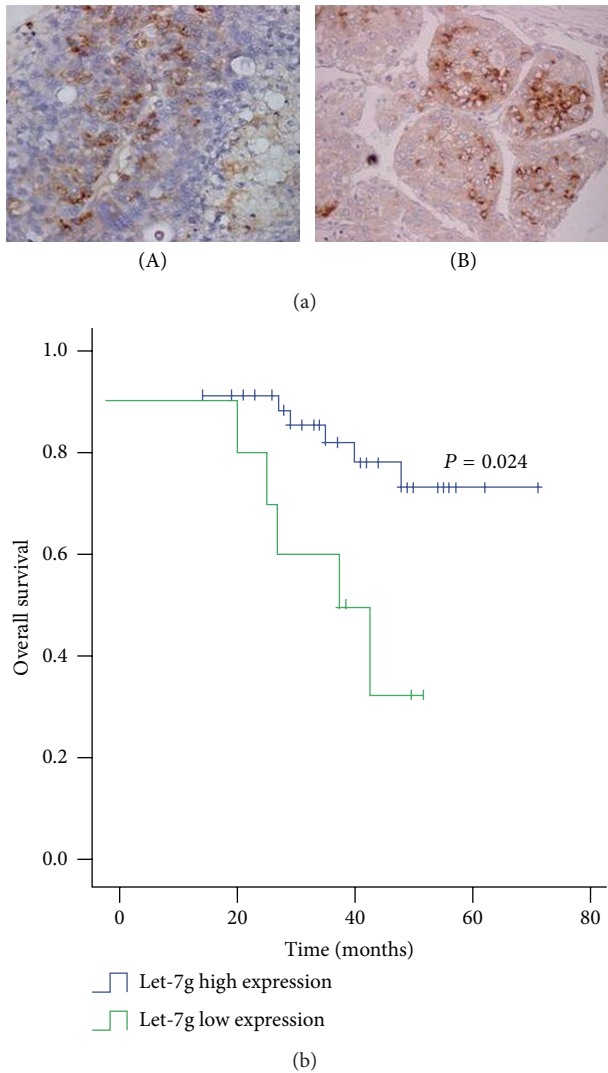 (A)
(B)
(a)
1.0
0.8
0.6
0.4
0.2
0.0
Overall survival
P = 0.024
0 20 40 60 80
Time (months)
Let-7g high expression
Let-7g low expression
(b)